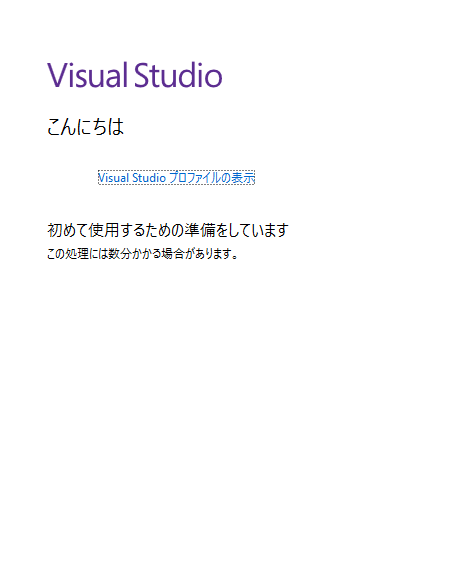 Visual Studio
こんにちは
Visual Studio プロファイルの表示
初めて使用するための準備をしています
この処理には数分かかる場合があります。